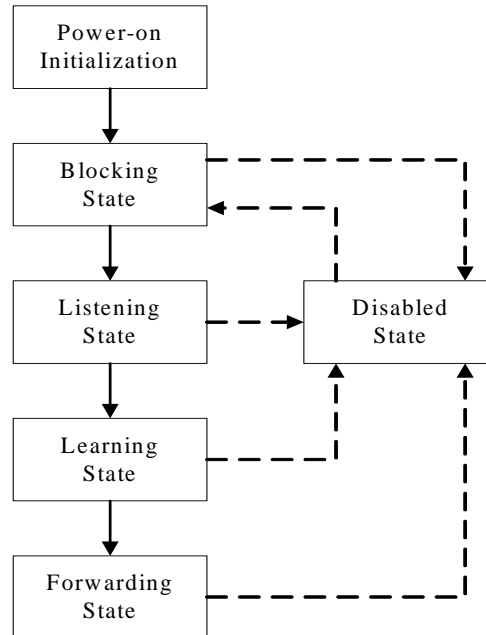 Power-on
Initialization
Blocking
State
Listening
State
Disabled
State
Learning
State
Forwarding
State